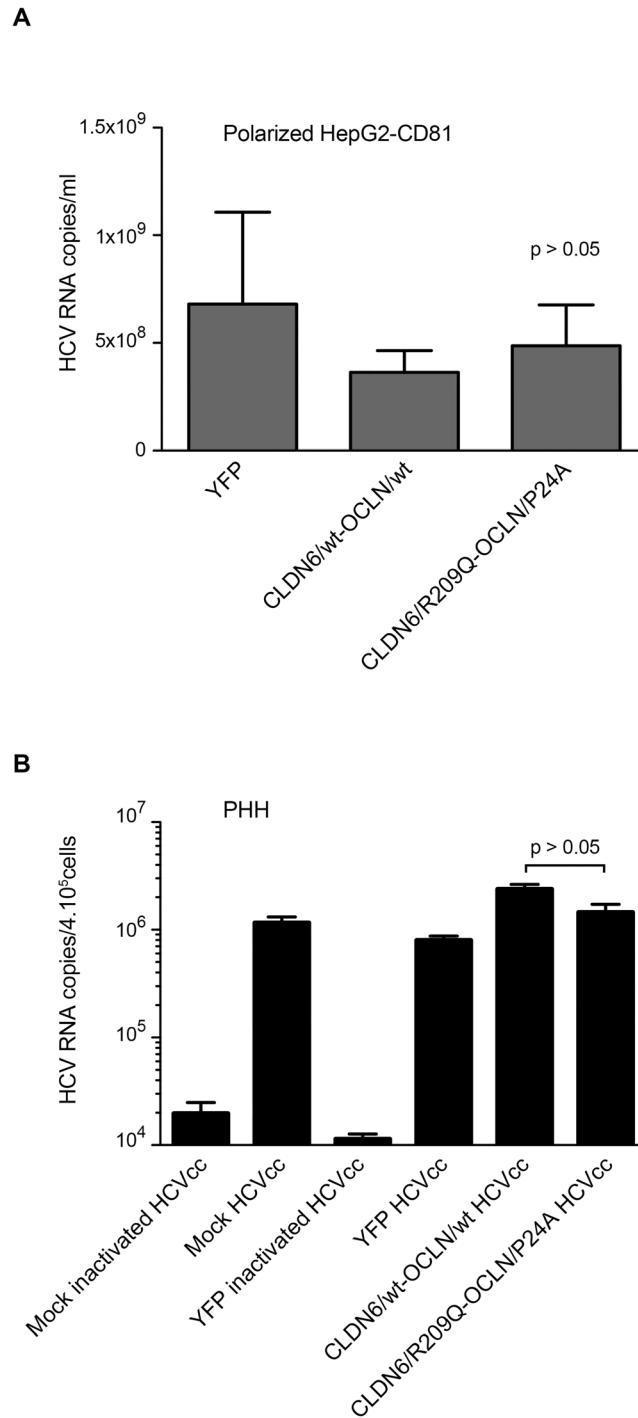 A
Polarized HepG2-CD81
HCV RNA copies/ml
1.5x10⁹
1x10⁹
5x10⁸
0
p > 0.05
YFP
CLDN6/wt-OCLN/wt
CLDN6/R209Q-OCLN/P24A
B
PHH
HCV RNA copies/4.10⁵cells
10⁷
10⁶
10⁵
10⁴
p > 0.05
Mock inactivated HCVcc
Mock HCVcc
YFP inactivated HCVcc
YFP HCVcc
CLDN6/wt-OCLN/wt HCVcc
CLDN6/R209Q-OCLN/P24A HCVcc